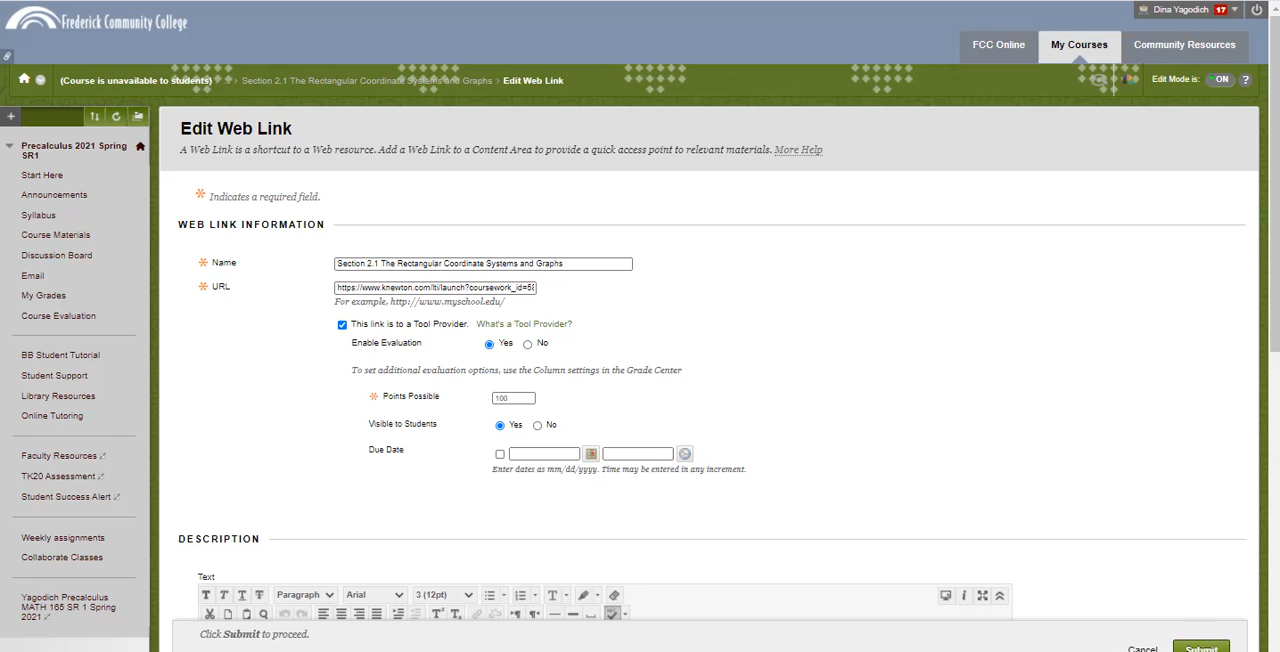 Frederick Community College
Dina Yagodich 17
FCC Online My Courses Community Resources
(Course is unavailable to students) > Section 2.1 The Rectangular Coordinate Systems and Graphs > Edit Web Link
Edit Mode is: ON ?
Precalculus 2021 Spring
SR1
Start Here
Announcements
Syllabus
Course Materials
Discussion Board
Email
My Grades
Course Evaluation
BB Student Tutorial
Student Support
Library Resources
Online Tutoring
Faculty Resources
TK20 Assessment
Student Success Alert
Weekly assignments
Collaborate Classes
Yagodich Precalculus
MATH 165 SR 1 Spring
2021
Edit Web Link
A Web Link is a shortcut to a Web resource. Add a Web Link to a Content Area to provide a quick access point to relevant materials. More Help
Indicates a required field.
WEB LINK INFORMATION
Name Section 2.1 The Rectangular Coordinate Systems and Graphs
URL https://www.knewton.com/lti/launch?coursework_id=5
For example, http://www.myschool.edu/
This link is to a Tool Provider. What's a Tool Provider?
Enable Evaluation Yes No
To set additional evaluation options, use the Column settings in the Grade Center
Points Possible 100
Visible to Students Yes No
Due Date
Enter dates as mm/dd/yyyy. Time may be entered in any increment.
DESCRIPTION
Text
T T T T Paragraph Arial 3 (12pt)
Click Submit to proceed.
Cancel Submit